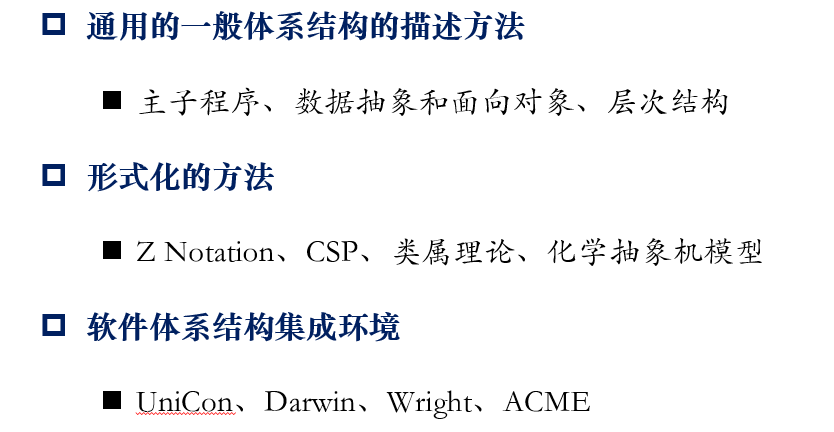 通用的一般体系结构的描述方法
主子程序、数据抽象和面向对象、层次结构
形式化的方法
Z Notation、CSP、类属理论、化学抽象机模型
软件体系结构集成环境
UniCon、Darwin、Wright、ACME